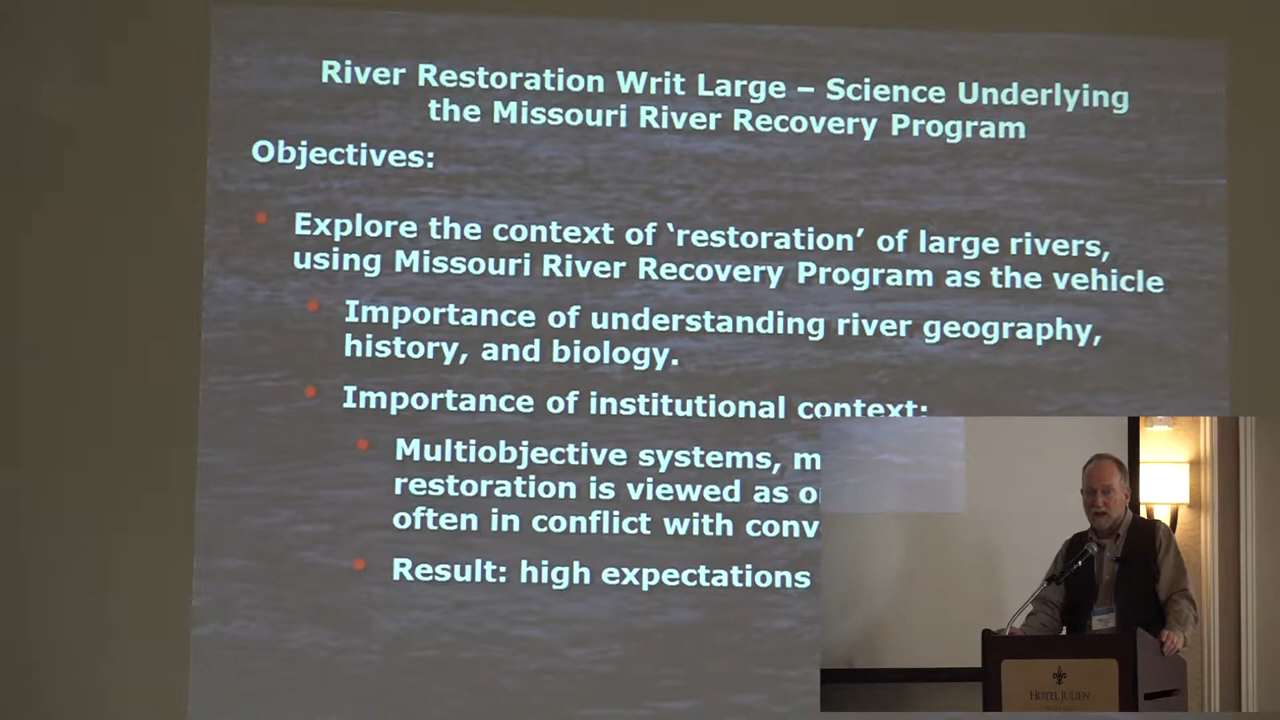 River Restoration Writ Large – Science Underlying
the Missouri River Recovery Program
Objectives:
Explore the context of ‘restoration’ of large rivers,
using Missouri River Recovery Program as the vehicle
Importance of understanding river geography,
history, and biology.
Importance of institutional context:
Multiobjective systems, m
restoration is viewed as o
often in conflict with conv
Result: high expectations
HOTEL JULIEN